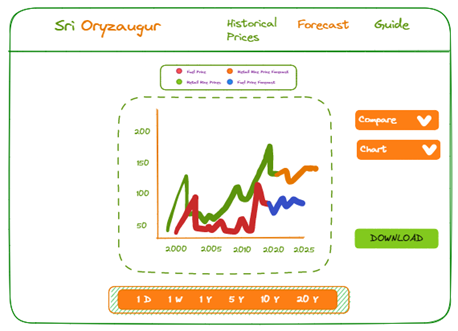 Sri Oryzaugur
Historical
Prices
Forecast
Guide
Fuel Price
Retail Rice Price Forecast
Retail Rice Prices
Fuel Price Forecast
200
150
100
50
2000 2005 2010 2020 2025
Compare
Chart
DOWNLOAD
1 D 1 W 1 Y 5 Y 10 Y 20 Y